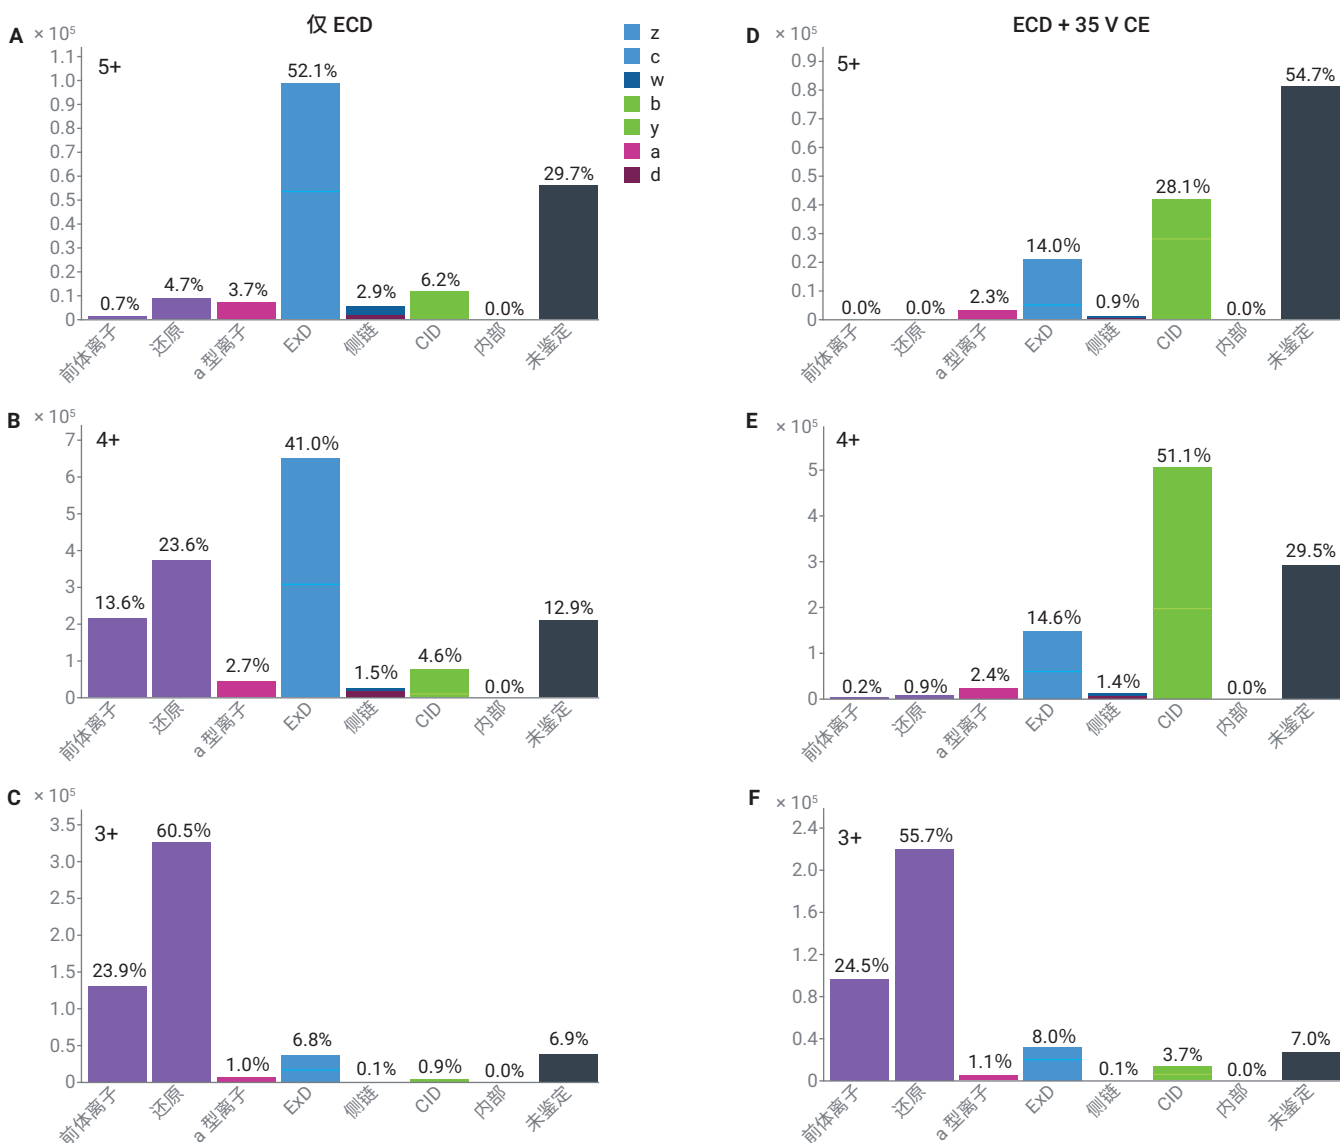 仅 ECD
A
× 10⁵
5+
1.1
1.0
0.9
0.8
0.7
0.6
0.5
0.4
0.3
0.2
0.1
0
0.7%
4.7%
3.7%
52.1%
2.9%
6.2%
0.0%
29.7%
前体离子
还原
a 型离子
ExD
侧链
CID
内部
未鉴定
z
c
w
b
y
a
d
ECD + 35 V CE
D
× 10⁵
5+
0.9
0.8
0.7
0.6
0.5
0.4
0.3
0.2
0.1
0
0.0%
0.0%
2.3%
14.0%
0.9%
28.1%
0.0%
54.7%
前体离子
还原
a 型离子
ExD
侧链
CID
内部
未鉴定
B
× 10⁵
4+
7
6
5
4
3
2
1
0
13.6%
23.6%
2.7%
41.0%
1.5%
4.6%
0.0%
12.9%
前体离子
还原
a 型离子
ExD
侧链
CID
内部
未鉴定
E
× 10⁵
4+
5
4
3
2
1
0
0.2%
0.9%
2.4%
14.6%
1.4%
51.1%
0.0%
29.5%
前体离子
还原
a 型离子
ExD
侧链
CID
内部
未鉴定
C
× 10⁵
3+
3.5
3.0
2.5
2.0
1.5
1.0
0.5
0
23.9%
60.5%
1.0%
6.8%
0.1%
0.9%
0.0%
6.9%
前体离子
还原
a 型离子
ExD
侧链
CID
内部
未鉴定
F
× 10⁵
3+
2.4
2.0
1.6
1.2
0.8
0.4
0
24.5%
55.7%
1.1%
8.0%
0.1%
3.7%
0.0%
7.0%
前体离子
还原
a 型离子
ExD
侧链
CID
内部
未鉴定